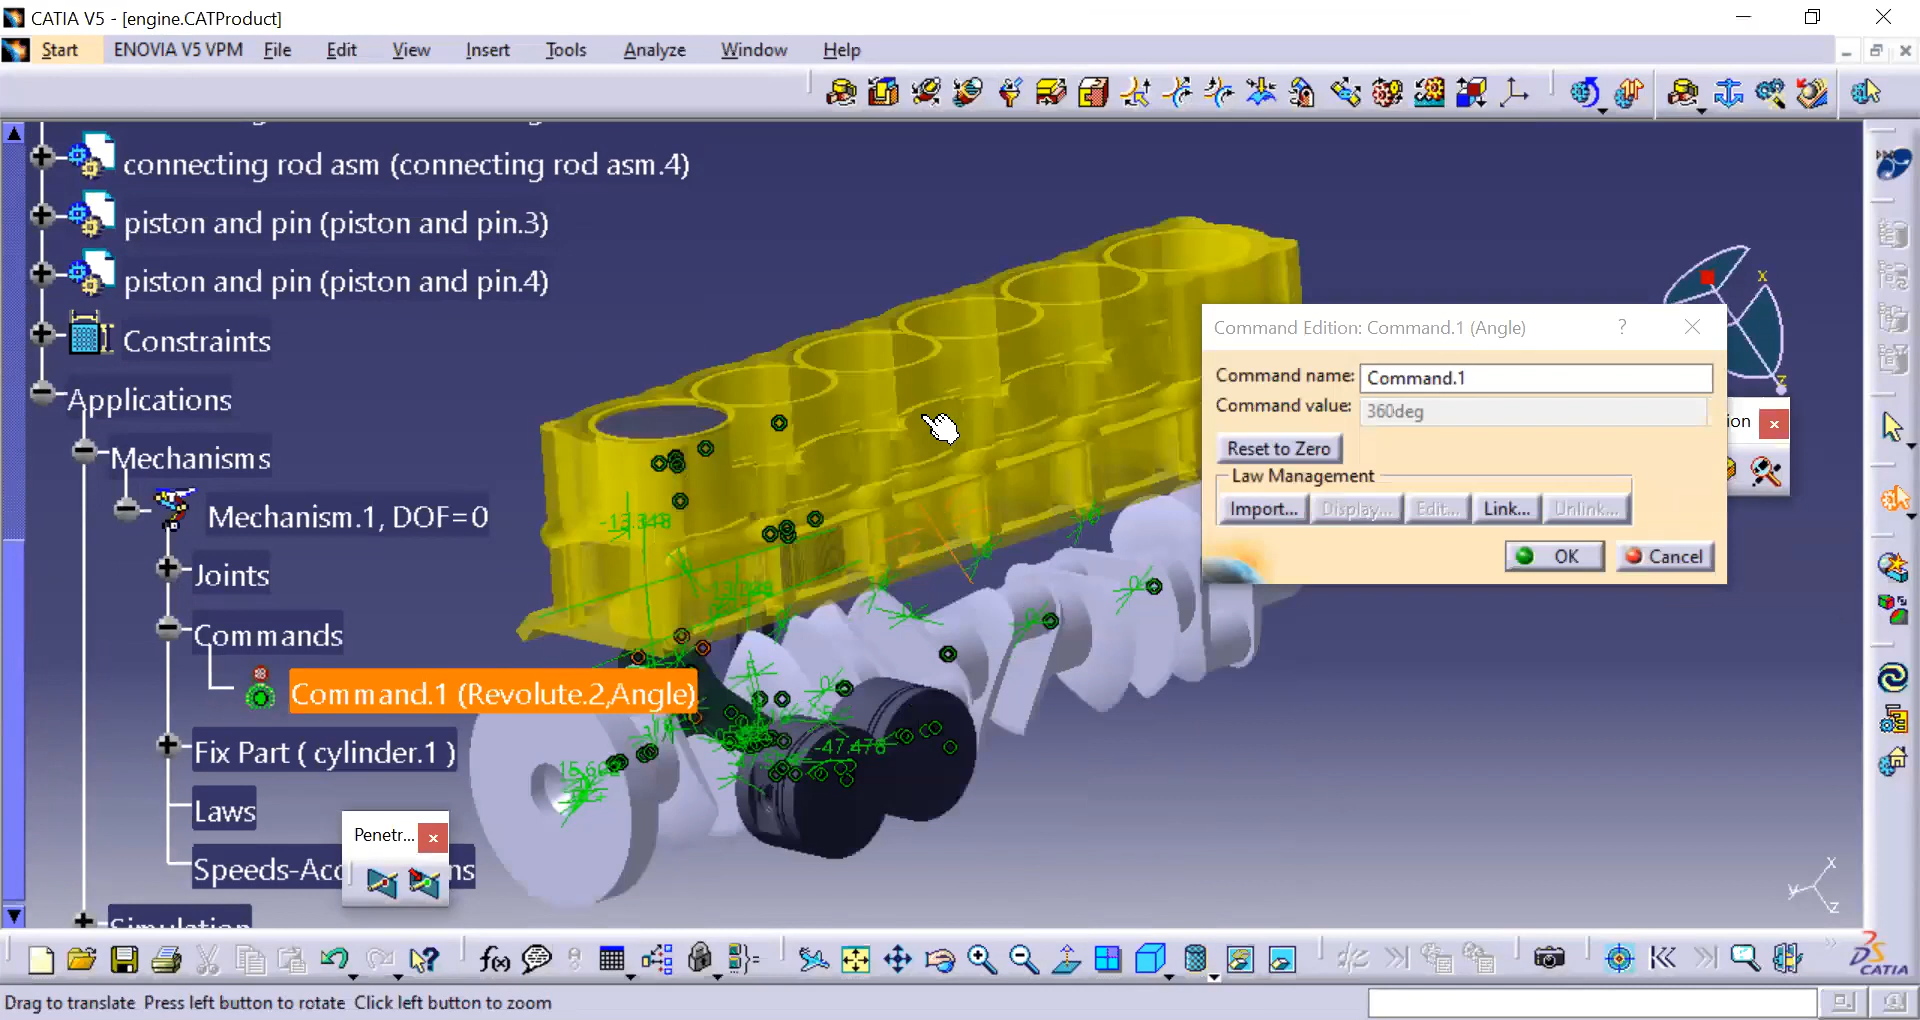 CATIA V5 - [engine.CATProduct]
Start ENOVIA V5 VPM File Edit View Insert Tools Analyze Window Help
connecting rod asm (connecting rod asm.4)
piston and pin (piston and pin.3)
piston and pin (piston and pin.4)
Constraints
Applications
Mechanisms
Mechanism.1, DOF=0
Joints
Commands
Command.1 (Revolute.2,Angle)
Fix Part ( cylinder.1 )
Laws
Speeds-Acc ns
Simulation
Penetr...
Command Edition: Command.1 (Angle) ?
Command name: Command.1
Command value: 360deg
Reset to Zero
Law Management
Import... Display... Edit... Link... Unlink...
OK Cancel
ion
x
z
-13.348
-47.478
x
y
z
f(x)
CATIA
Drag to translate Press left button to rotate Click left button to zoom